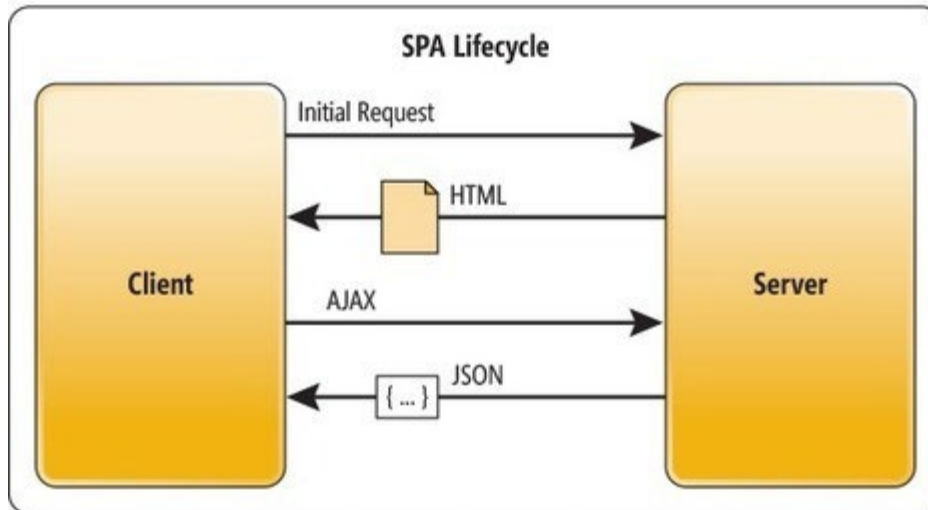 SPA Lifecycle
Initial Request
HTML
Client
Server
AJAX
JSON
{ ... }